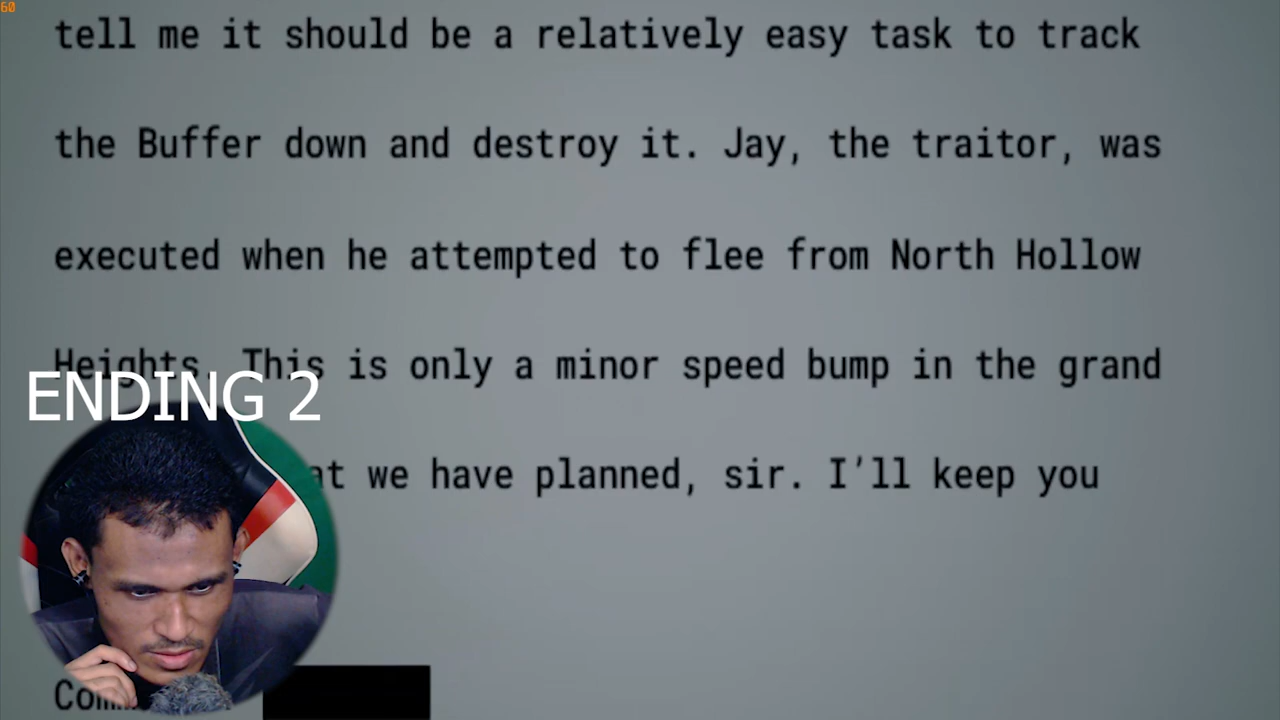 60
tell me it should be a relatively easy task to track
the Buffer down and destroy it. Jay, the traitor, was
executed when he attempted to flee from North Hollow
Heights. This is only a minor speed bump in the grand
ENDING 2
we have planned, sir. I'll keep you